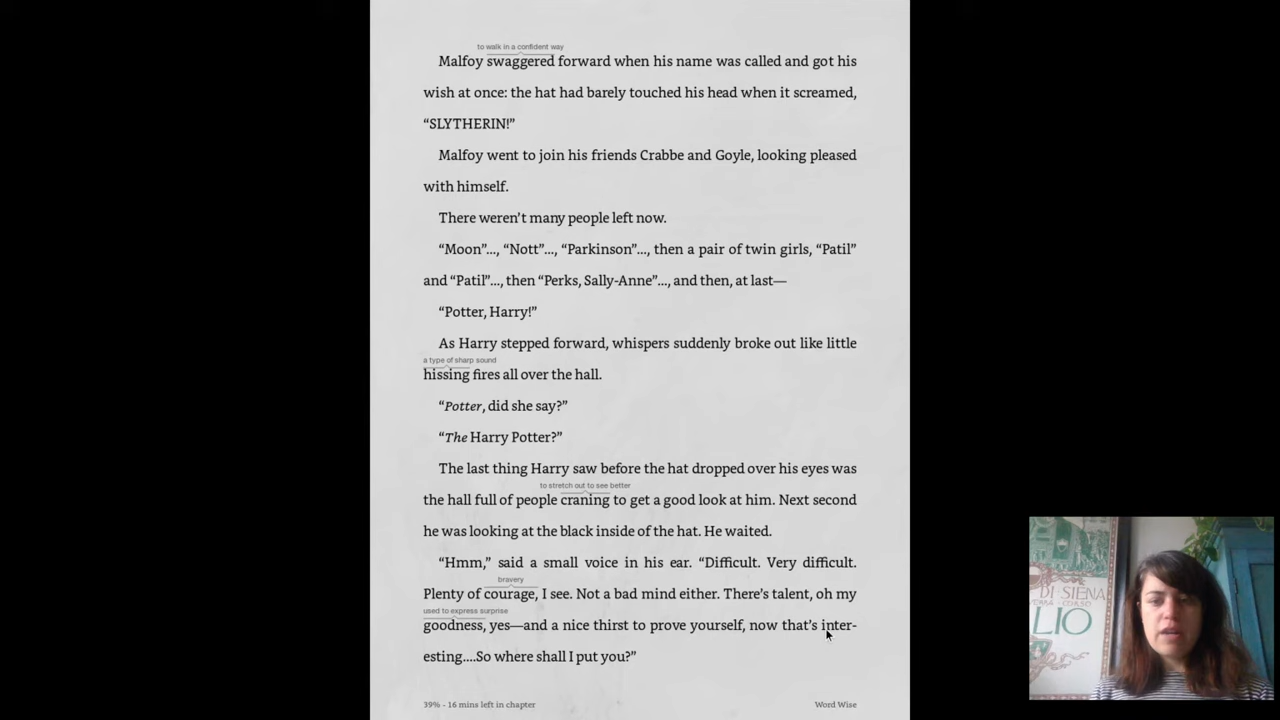 to walk in a confident way
Malfoy swaggered forward when his name was called and got his
wish at once: the hat had barely touched his head when it screamed,
“SLYTHERIN!”
Malfoy went to join his friends Crabbe and Goyle, looking pleased
with himself.
There weren’t many people left now.
“Moon”..., “Nott”..., “Parkinson”..., then a pair of twin girls, “Patil”
and “Patil”..., then “Perks, Sally-Anne”..., and then, at last—
“Potter, Harry!”
As Harry stepped forward, whispers suddenly broke out like little
a type of sharp sound
hissing fires all over the hall.
“Potter, did she say?”
“The Harry Potter?”
The last thing Harry saw before the hat dropped over his eyes was
to stretch out to see better
the hall full of people craning to get a good look at him. Next second
he was looking at the black inside of the hat. He waited.
“Hmm,” said a small voice in his ear. “Difficult. Very difficult.
bravery
Plenty of courage, I see. Not a bad mind either. There’s talent, oh my
used to express surprise
goodness, yes—and a nice thirst to prove yourself, now that’s inter-
esting....So where shall I put you?”
39% - 16 mins left in chapter
Word Wise
DI SIENA
LIO